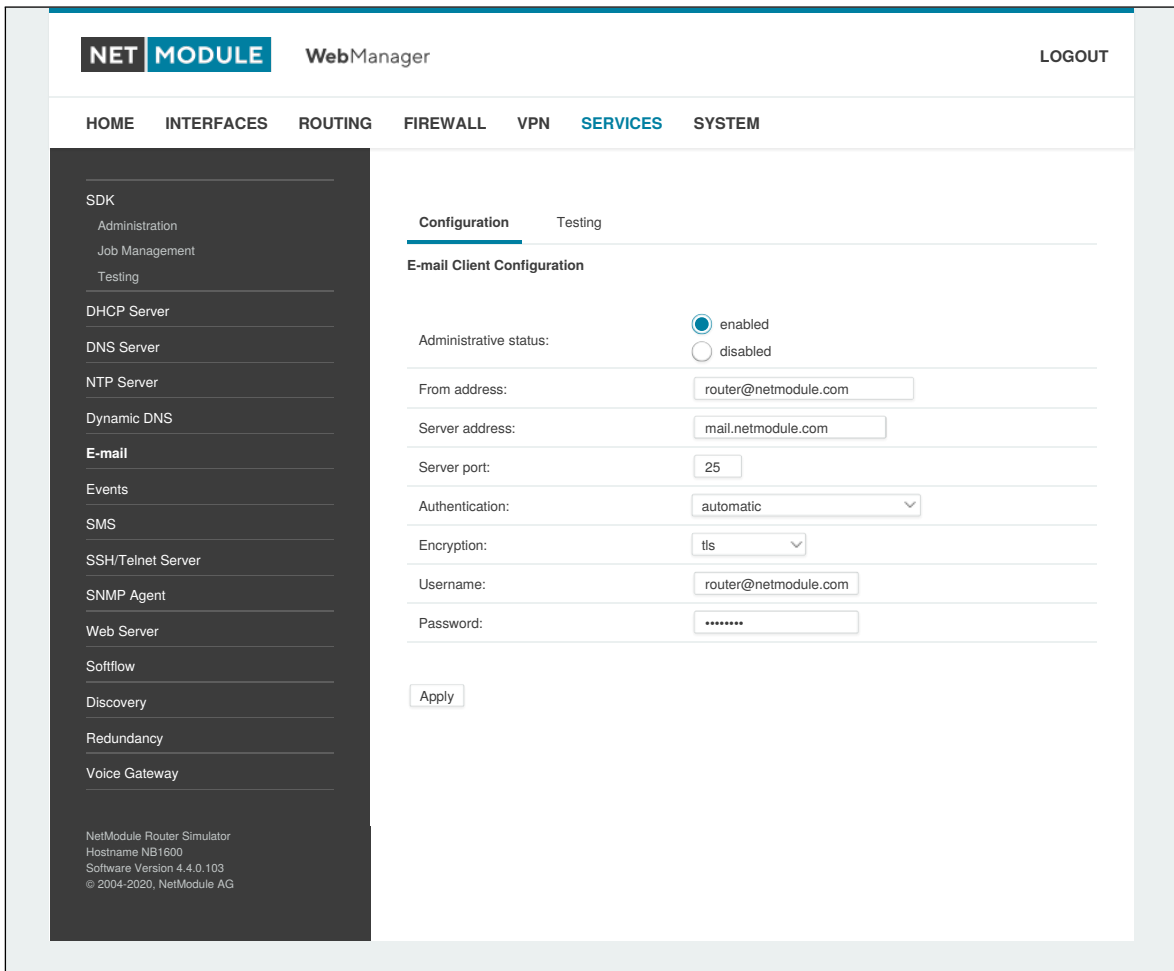 NET MODULE WebManager LOGOUT
HOME INTERFACES ROUTING FIREWALL VPN SERVICES SYSTEM
SDK
Administration
Job Management
Testing
DHCP Server
DNS Server
NTP Server
Dynamic DNS
E-mail
Events
SMS
SSH/Telnet Server
SNMP Agent
Web Server
Softflow
Discovery
Redundancy
Voice Gateway
NetModule Router Simulator
Hostname NB1600
Software Version 4.4.0.103
© 2004-2020, NetModule AG
Configuration Testing
E-mail Client Configuration
Administrative status: enabled
disabled
From address: router@netmodule.com
Server address: mail.netmodule.com
Server port: 25
Authentication: automatic
Encryption: tls
Username: router@netmodule.com
Password: ••••••••
Apply